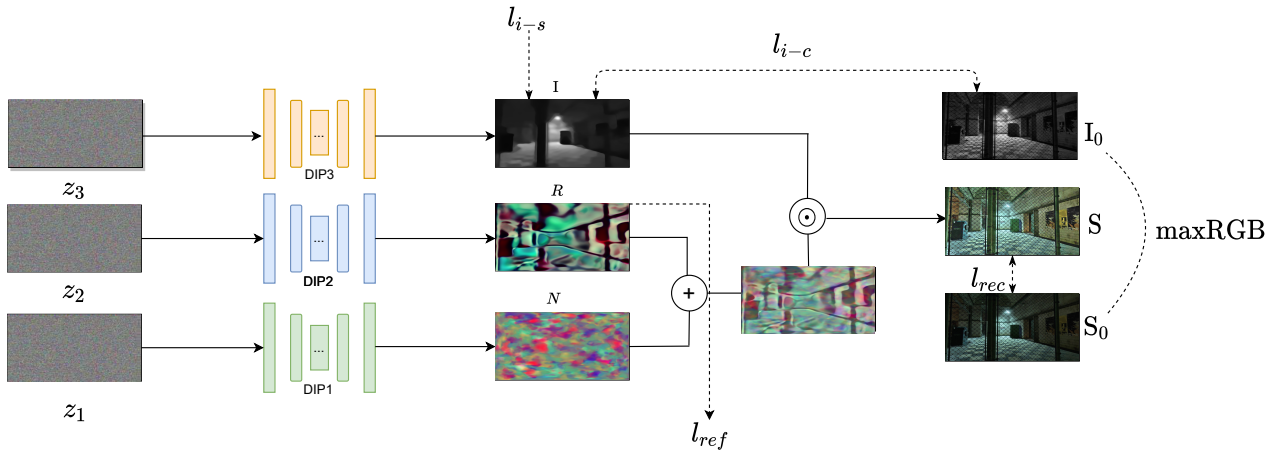 l_{i-s}
l_{i-c}
I
I_0
...
DIP3
z_3
R
S
maxRGB
...
DIP2
z_2
l_{rec}
+
N
S_0
...
DIP1
z_1
l_{ref}